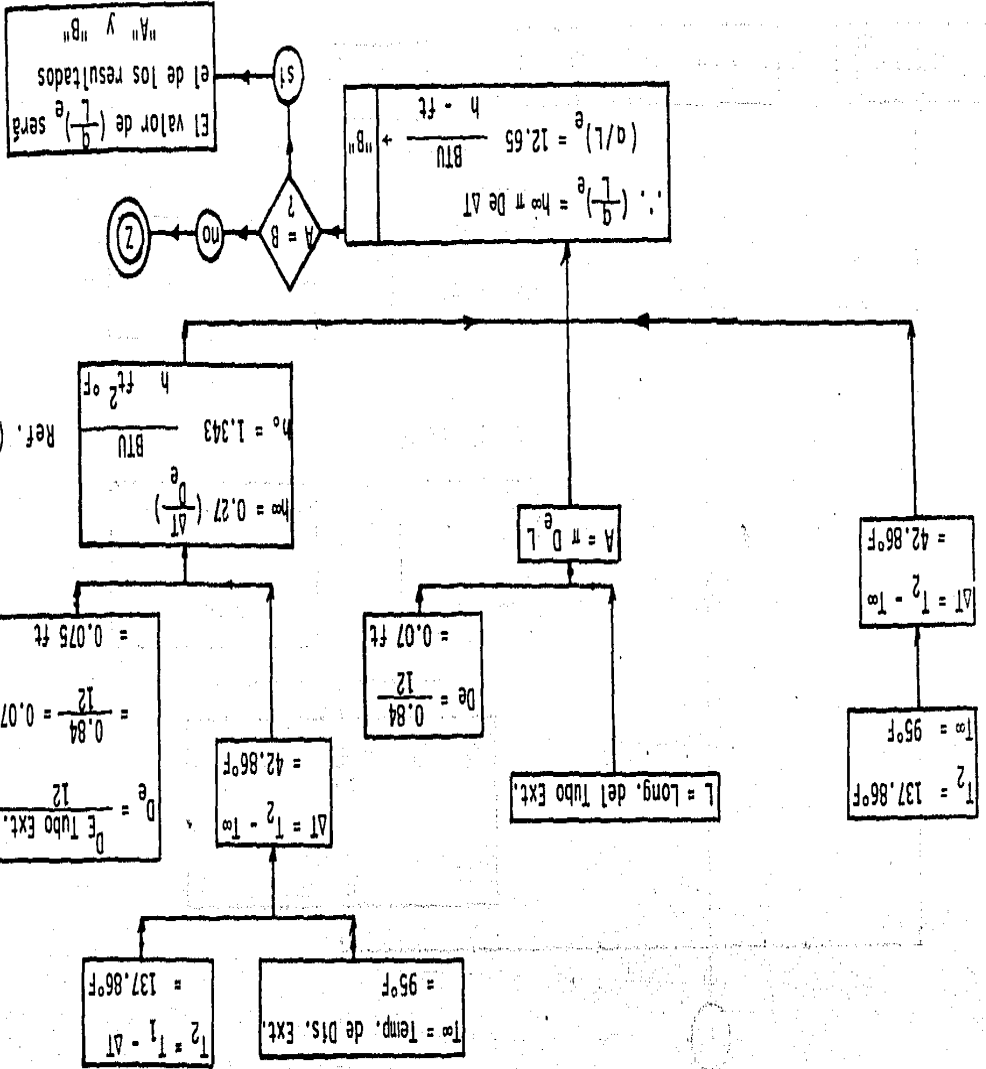 T∞ = Temp. de Dís. Ext.
= 95°F
T₂ = T₁ - ΔT
= 137.86°F
T₂ = 137.86°F
T∞ = 95°F
L = Long. del Tubo Ext.
ΔT = T₂ - T∞
= 42.86°F
Dₑ = D_E Tubo Ext. / 12
= 0.84 / 12 = 0.07
= 0.075 ft
ΔT = T₂ - T∞
= 42.86°F
De = 0.84 / 12
= 0.07 ft
A = π Dₑ L
h∞ = 0.27 (ΔT / Dₑ)
hₒ = 1.343 BTU / h ft² °F
Ref. (
∴ (q/L)ₑ = h∞ π De ΔT
(q/L)ₑ = 12.65 BTU / h - ft → "B"
A = B
?
no
Z
sí
El valor de (q/L)ₑ será
el de los resultados
"A" y "B"